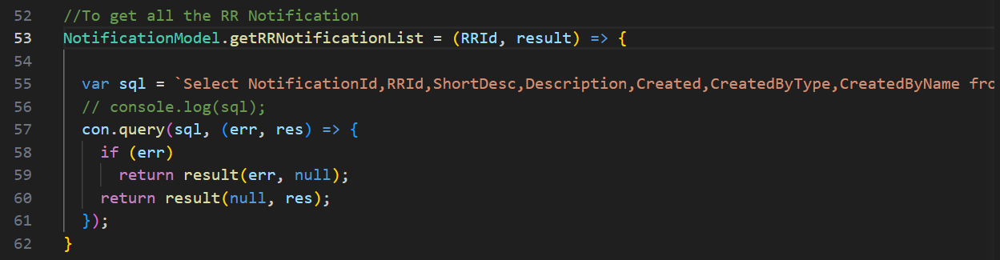 52 //To get all the RR Notification
53 NotificationModel.getRRNotificationList = (RRId, result) => {
54
55 var sql = `Select NotificationId,RRId,ShortDesc,Description,Created,CreatedByType,CreatedByName fro
56 // console.log(sql);
57 con.query(sql, (err, res) => {
58 if (err)
59 return result(err, null);
60 return result(null, res);
61 });
62 }